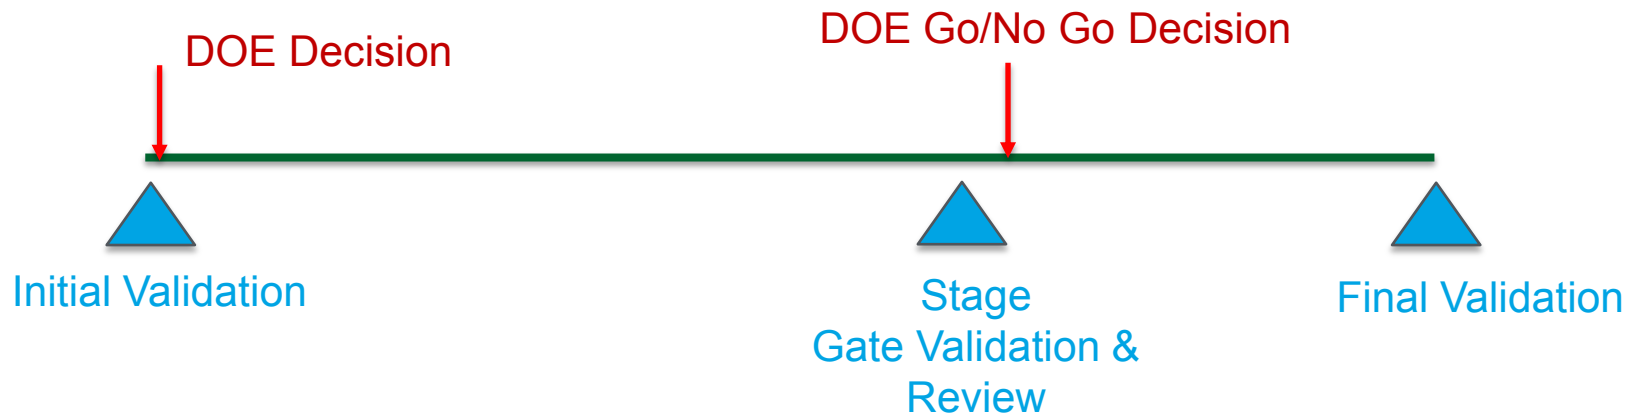 DOE Decision
DOE Go/No Go Decision
Initial Validation
Stage
Gate Validation &
Review
Final Validation